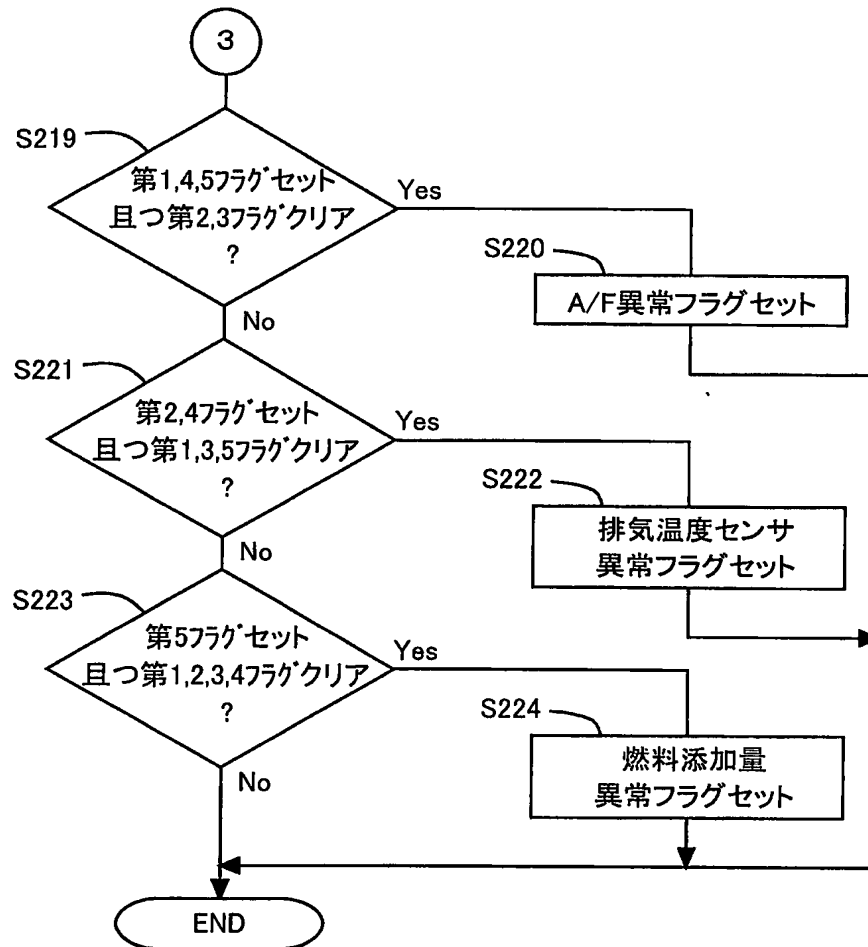 3
S219
第1,4,5フラグセット
且つ第2,3フラグクリア
?
Yes
No
S220
A/F異常フラグセット
S221
第2,4フラグセット
且つ第1,3,5フラグクリア
?
Yes
No
S222
排気温度センサ
異常フラグセット
S223
第5フラグセット
且つ第1,2,3,4フラグクリア
?
Yes
No
S224
燃料添加量
異常フラグセット
END